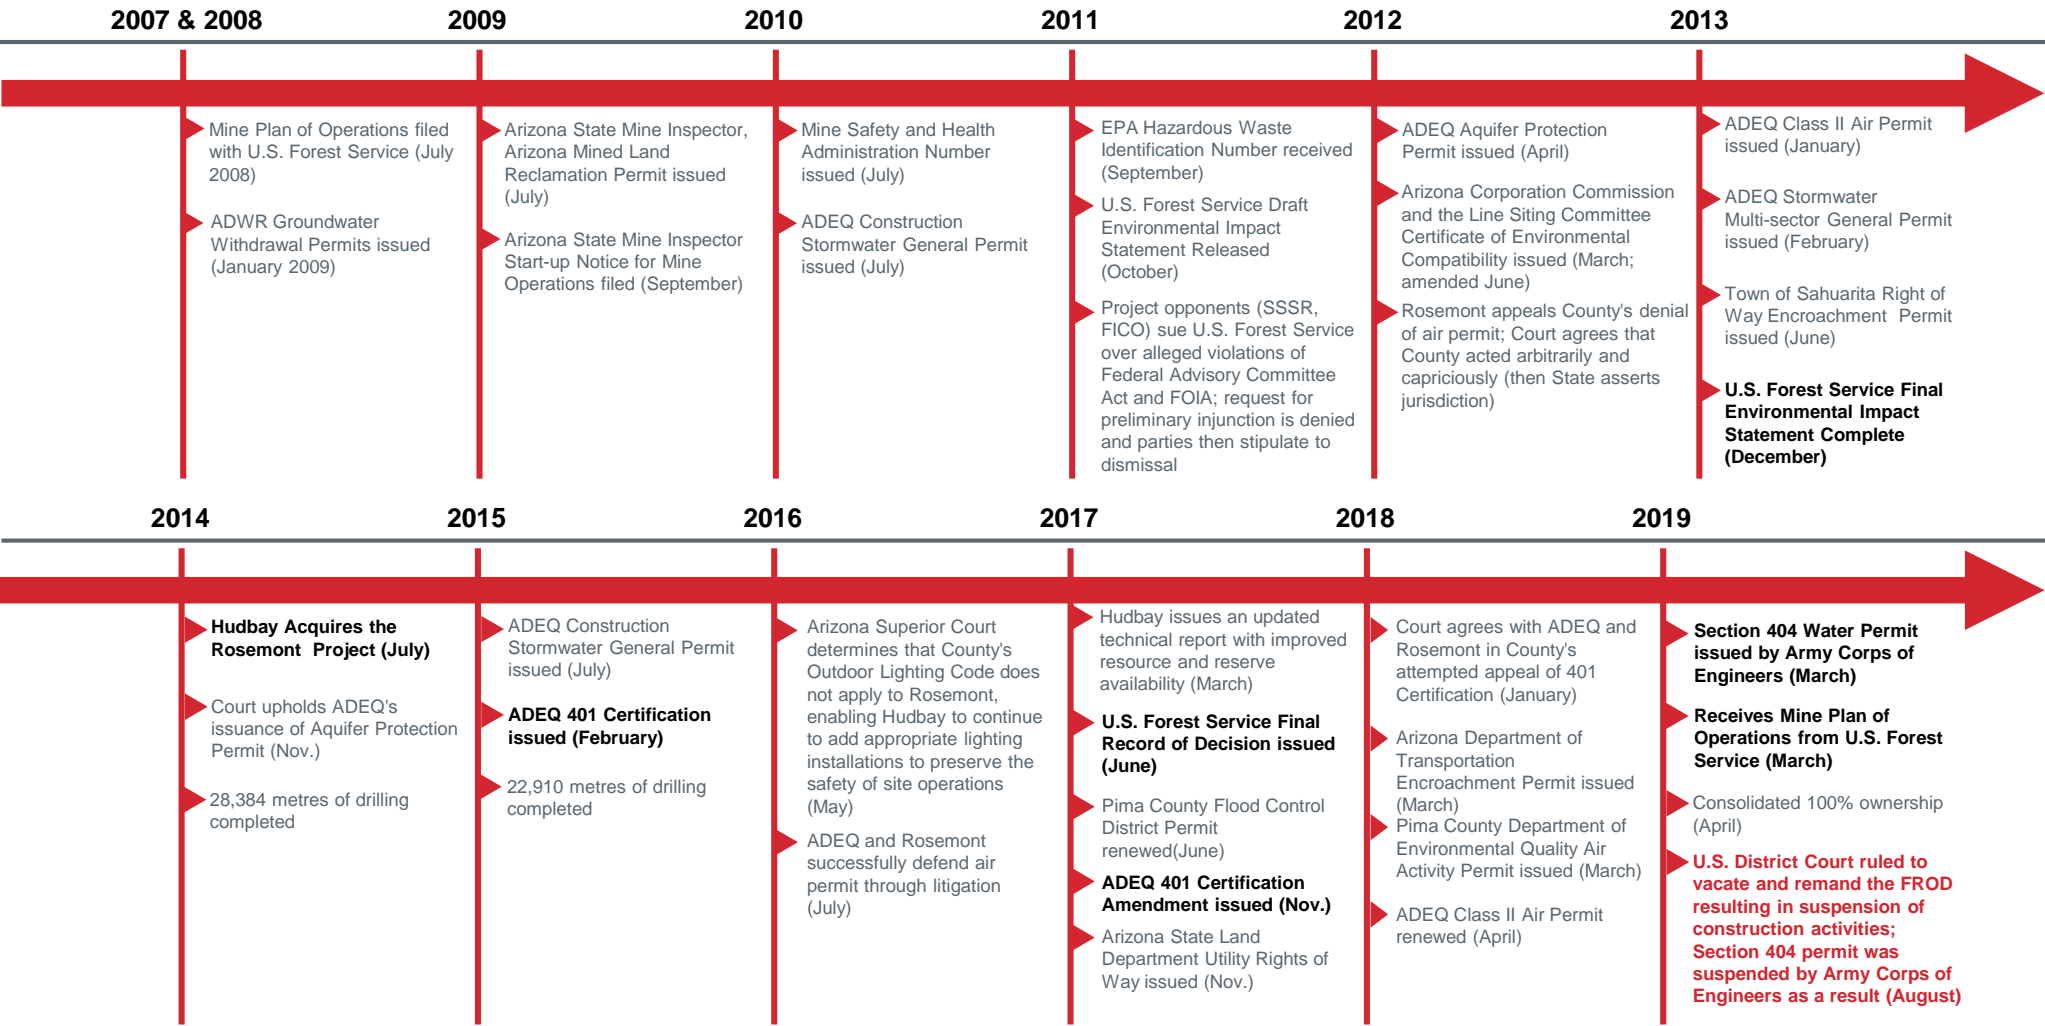 2007 & 2008
Mine Plan of Operations filed
with U.S. Forest Service (July
2008)
ADWR Groundwater
Withdrawal Permits issued
(January 2009)
2009
Arizona State Mine Inspector,
Arizona Mined Land
Reclamation Permit issued
(July)
Arizona State Mine Inspector
Start-up Notice for Mine
Operations filed (September)
2010
Mine Safety and Health
Administration Number
issued (July)
ADEQ Construction
Stormwater General Permit
issued (July)
2011
EPA Hazardous Waste
Identification Number received
(September)
U.S. Forest Service Draft
Environmental Impact
Statement Released
(October)
Project opponents (SSSR,
FICO) sue U.S. Forest Service
over alleged violations of
Federal Advisory Committee
Act and FOIA; request for
preliminary injunction is denied
and parties then stipulate to
dismissal
2012
ADEQ Aquifer Protection
Permit issued (April)
Arizona Corporation Commission
and the Line Siting Committee
Certificate of Environmental
Compatibility issued (March;
amended June)
Rosemont appeals County's denial
of air permit; Court agrees that
County acted arbitrarily and
capriciously (then State asserts
jurisdiction)
2013
ADEQ Class II Air Permit
issued (January)
ADEQ Stormwater
Multi-sector General Permit
issued (February)
Town of Sahuarita Right of
Way Encroachment Permit
issued (June)
U.S. Forest Service Final
Environmental Impact
Statement Complete
(December)
2014
Hudbay Acquires the
Rosemont Project (July)
Court upholds ADEQ's
issuance of Aquifer Protection
Permit (Nov.)
28,384 metres of drilling
completed
2015
ADEQ Construction
Stormwater General Permit
issued (July)
ADEQ 401 Certification
issued (February)
22,910 metres of drilling
completed
2016
Arizona Superior Court
determines that County's
Outdoor Lighting Code does
not apply to Rosemont,
enabling Hudbay to continue
to add appropriate lighting
installations to preserve the
safety of site operations
(May)
ADEQ and Rosemont
successfully defend air
permit through litigation
(July)
2017
Hudbay issues an updated
technical report with improved
resource and reserve
availability (March)
U.S. Forest Service Final
Record of Decision issued
(June)
Pima County Flood Control
District Permit
renewed(June)
ADEQ 401 Certification
Amendment issued (Nov.)
Arizona State Land
Department Utility Rights of
Way issued (Nov.)
2018
Court agrees with ADEQ and
Rosemont in County's
attempted appeal of 401
Certification (January)
Arizona Department of
Transportation
Encroachment Permit issued
(March)
Pima County Department of
Environmental Quality Air
Activity Permit issued (March)
ADEQ Class II Air Permit
renewed (April)
2019
Section 404 Water Permit
issued by Army Corps of
Engineers (March)
Receives Mine Plan of
Operations from U.S. Forest
Service (March)
Consolidated 100% ownership
(April)
U.S. District Court ruled to
vacate and remand the FROD
resulting in suspension of
construction activities;
Section 404 permit was
suspended by Army Corps of
Engineers as a result (August)